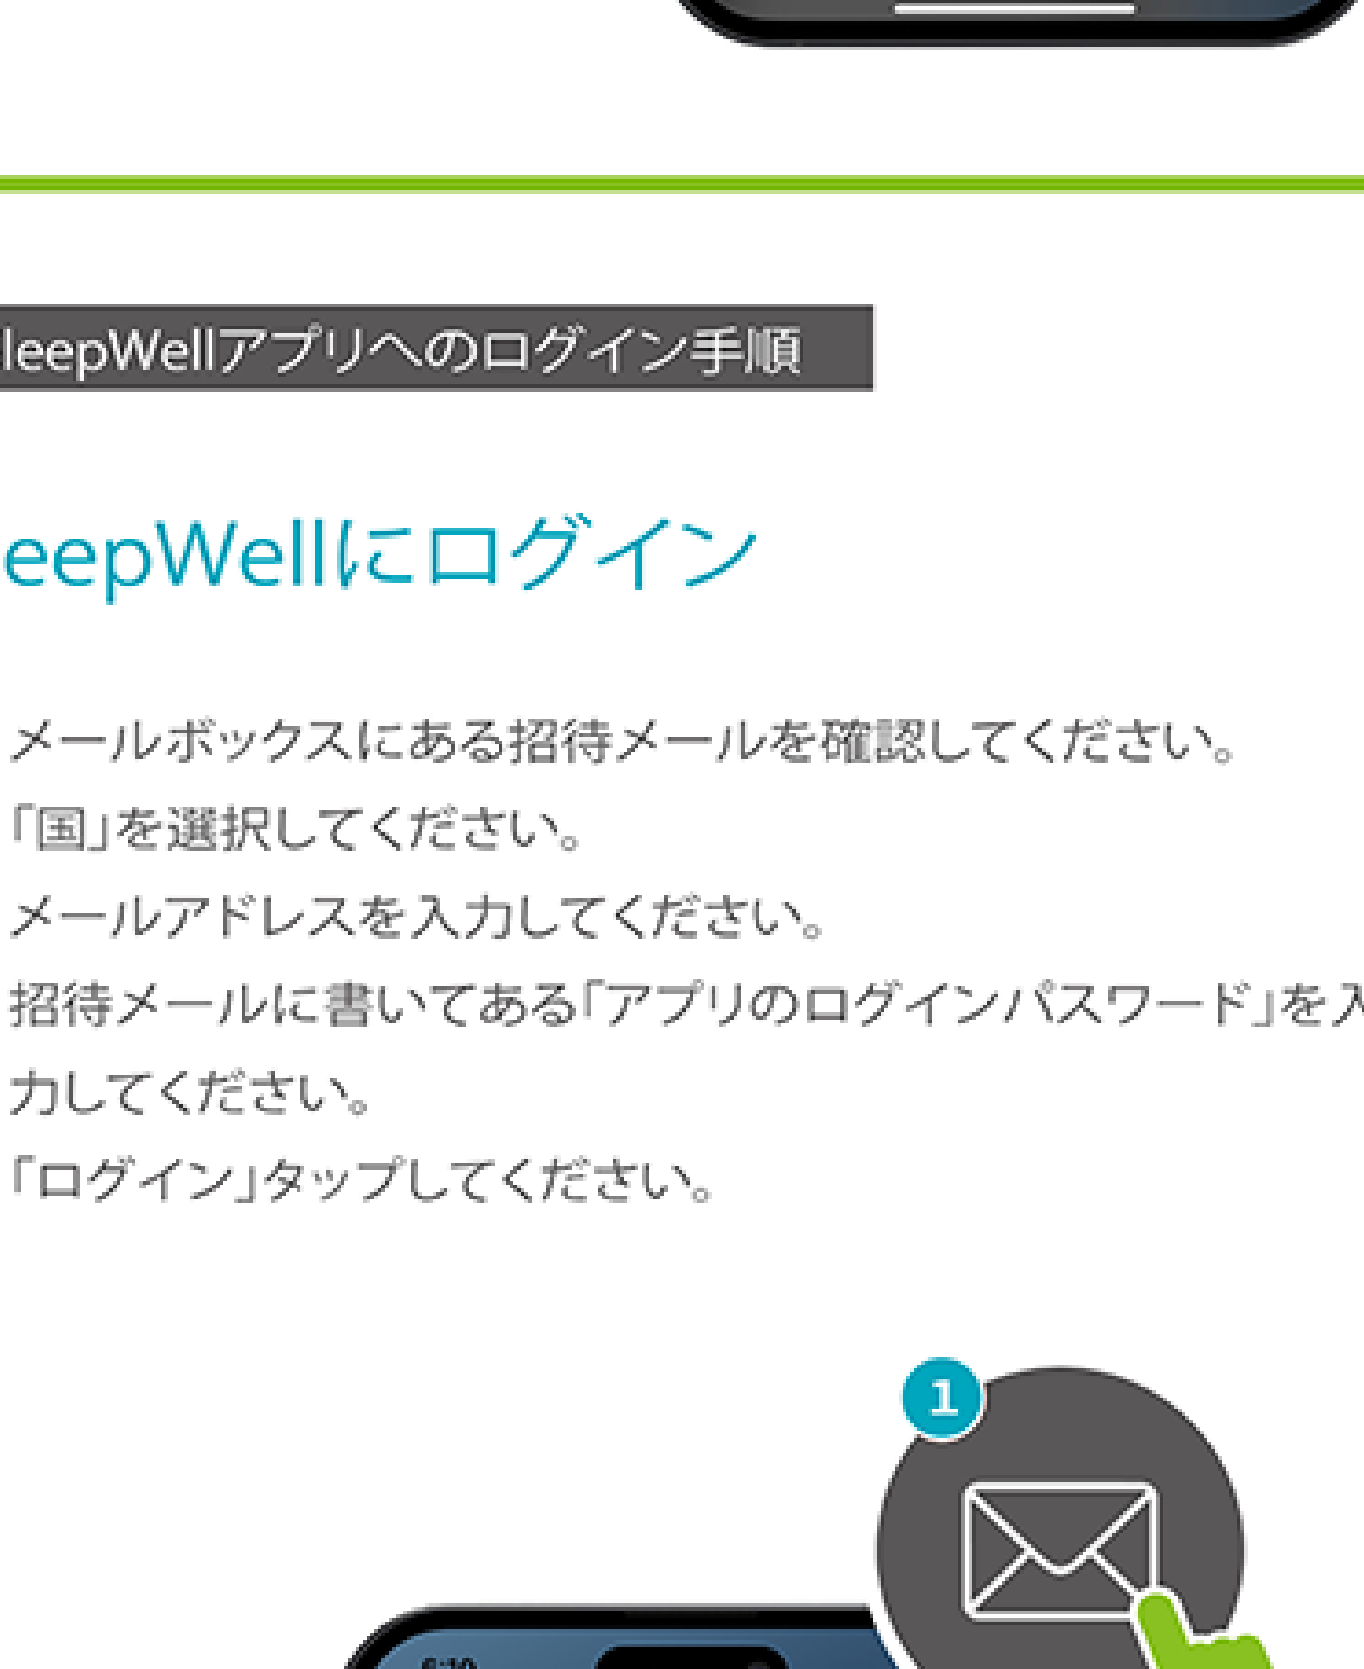 leepWellアプリへのログイン手順
eepWellにログイン
メールボックスにある招待メールを確認してください。
「国」を選択してください。
メールアドレスを入力してください。
招待メールに書いてある「アプリのログインパスワード」を入
力してください。
「ログイン」タップしてください。
1
6:10